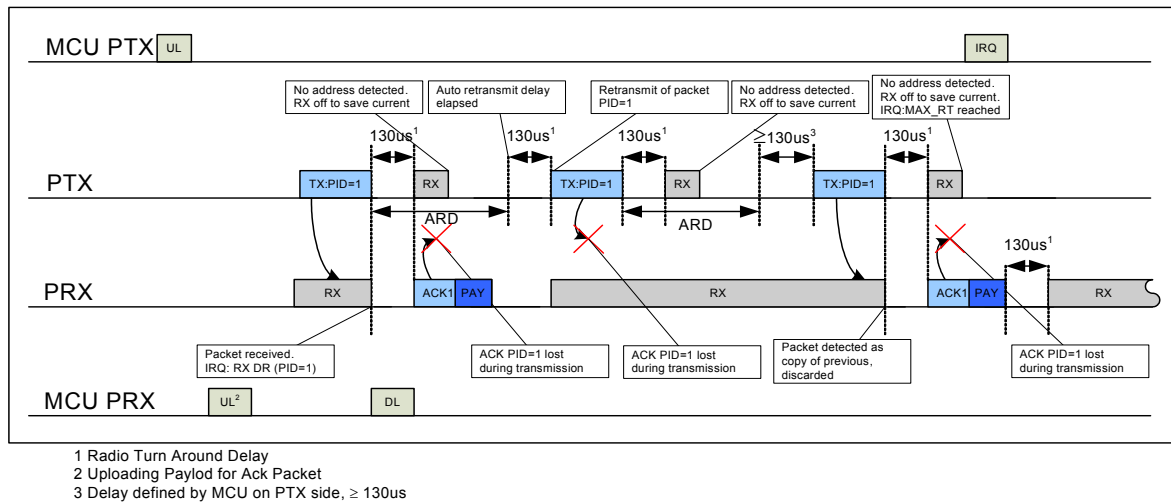 MCU PTX
UL
IRQ
No address detected.
RX off to save current
Auto retransmit delay
elapsed
Retransmit of packet
PID=1
No address detected.
RX off to save current
No address detected.
RX off to save current.
IRQ:MAX_RT reached
130us¹
130us¹
130us¹
≥130us³
130us¹
PTX
TX:PID=1
RX
TX:PID=1
RX
TX:PID=1
RX
ARD
ARD
130us¹
PRX
RX
ACK1
PAY
RX
ACK1
PAY
RX
Packet received.
IRQ: RX DR (PID=1)
ACK PID=1 lost
during transmission
ACK PID=1 lost
during transmission
Packet detected as
copy of previous,
discarded
ACK PID=1 lost
during transmission
MCU PRX
UL²
DL
1 Radio Turn Around Delay
2 Uploading Paylod for Ack Packet
3 Delay defined by MCU on PTX side, ≥ 130us